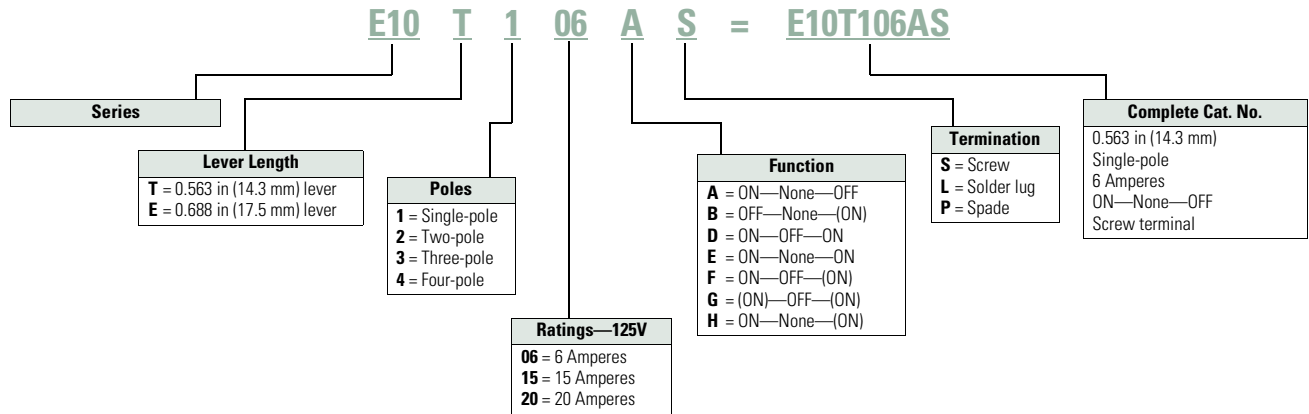 E10 T 1 06 A S = E10T106AS
Series
Lever Length
T = 0.563 in (14.3 mm) lever
E = 0.688 in (17.5 mm) lever
Poles
1 = Single-pole
2 = Two-pole
3 = Three-pole
4 = Four-pole
Ratings—125V
06 = 6 Amperes
15 = 15 Amperes
20 = 20 Amperes
Function
A = ON—None—OFF
B = OFF—None—(ON)
D = ON—OFF—ON
E = ON—None—ON
F = ON—OFF—(ON)
G = (ON)—OFF—(ON)
H = ON—None—(ON)
Termination
S = Screw
L = Solder lug
P = Spade
Complete Cat. No.
0.563 in (14.3 mm)
Single-pole
6 Amperes
ON—None—OFF
Screw terminal